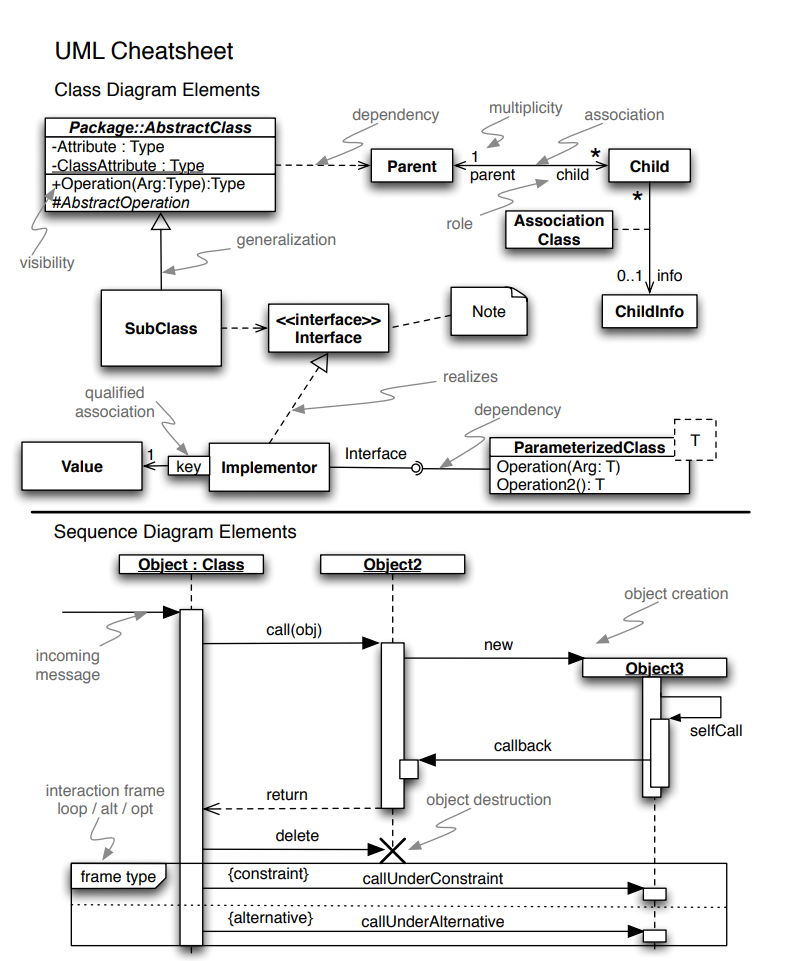 UML Cheatsheet
Class Diagram Elements
Package::AbstractClass
-Attribute : Type
-ClassAttribute : Type
+Operation(Arg:Type):Type
#AbstractOperation
visibility
dependency
multiplicity
association
Parent
1
parent
child
*
Child
role
*
Association
Class
0..1
info
ChildInfo
generalization
SubClass
<<interface>>
Interface
Note
realizes
qualified
association
Value
1
key
Implementor
Interface
dependency
ParameterizedClass
T
Operation(Arg: T)
Operation2(): T
Sequence Diagram Elements
Object : Class
Object2
object creation
incoming
message
call(obj)
new
Object3
selfCall
callback
interaction frame
loop / alt / opt
return
object destruction
delete
frame type
{constraint}
callUnderConstraint
{alternative}
callUnderAlternative